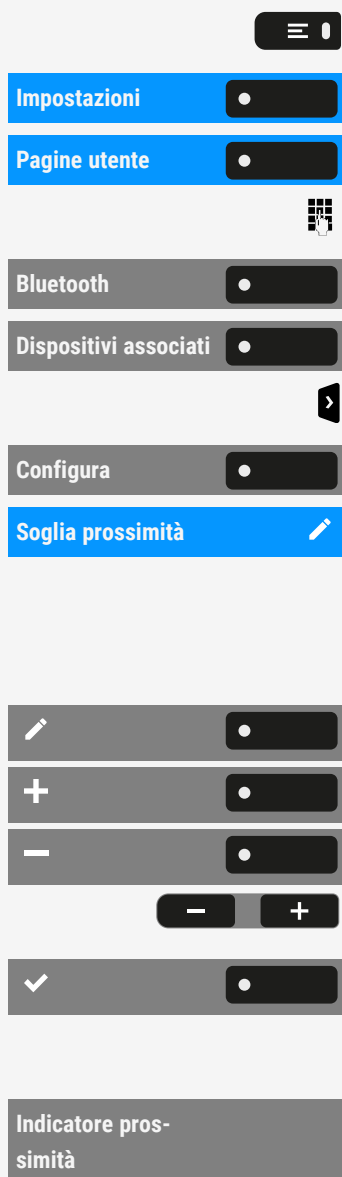 Impostazioni
Pagine utente
Bluetooth
Dispositivi associati
Configura
Soglia prossimità
Indicatore pros-
simità